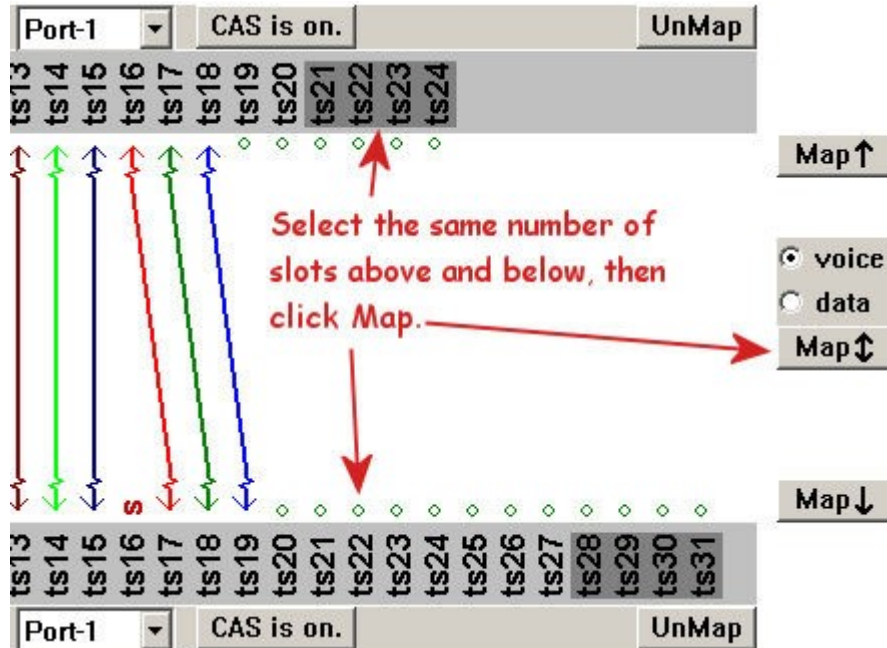 Port-1 CAS is on. UnMap
ts13 ts14 ts15 ts16 ts17 ts18 ts19 ts20 ts21 ts22 ts23 ts24
Map↑
Select the same number of
slots above and below, then
click Map.
voice
data
Map↕
Map↓
s
ts13 ts14 ts15 ts16 ts17 ts18 ts19 ts20 ts21 ts22 ts23 ts24 ts25 ts26 ts27 ts28 ts29 ts30 ts31
Port-1 CAS is on. UnMap